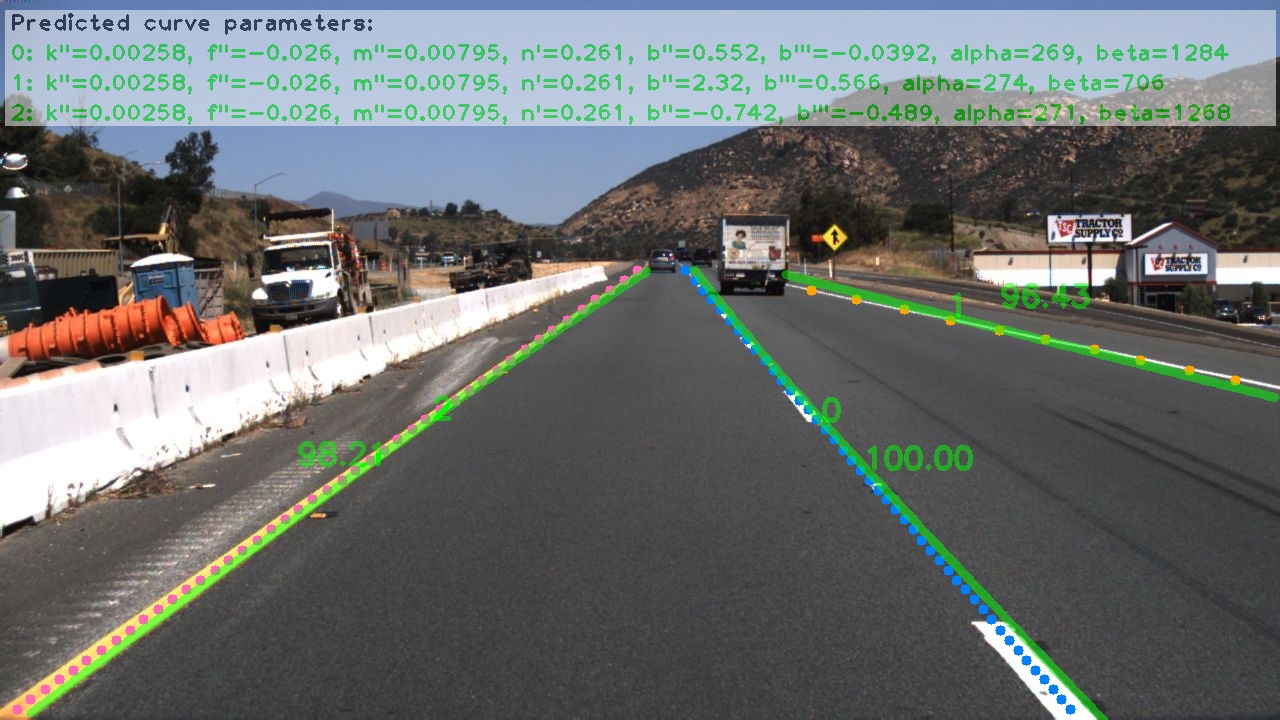 Predicted curve parameters:
0: k''=0.00258, f''=-0.026, m''=0.00795, n'=0.261, b''=0.552, b'''=-0.0392, alpha=269, beta=1284
1: k''=0.00258, f''=-0.026, m''=0.00795, n'=0.261, b''=2.32, b'''=0.566, alpha=274, beta=706
2: k''=0.00258, f''=-0.026, m''=0.00795, n'=0.261, b''=-0.742, b'''=-0.489, alpha=271, beta=1268
TRACTOR
SUPPLY CO
TRACTOR
SUPPLY CO
1 96.43
2
0
98.21
100.00